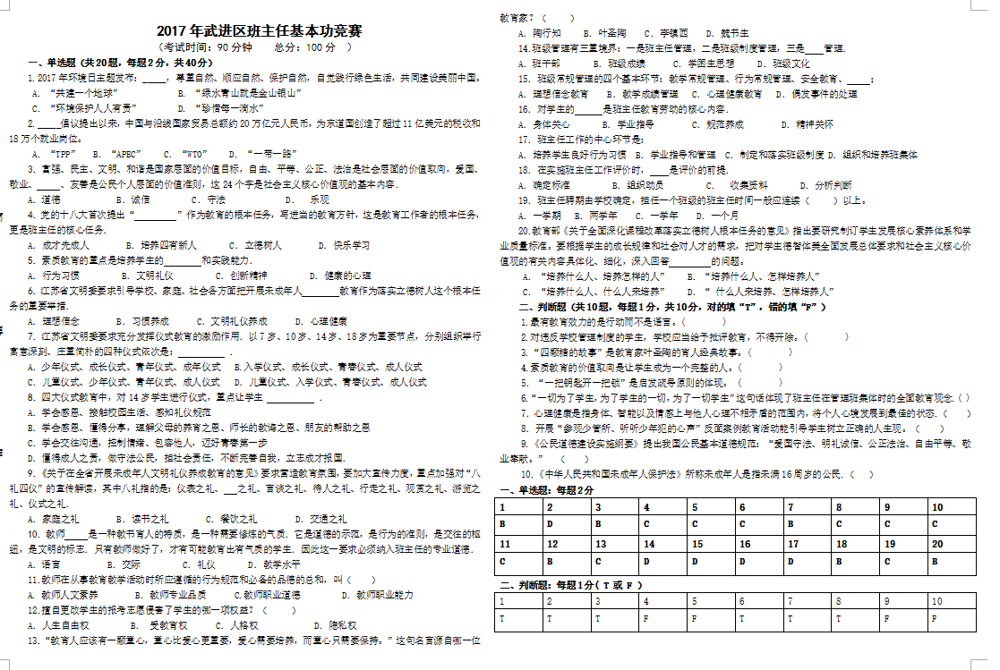 2017 年武进区班主任基本功竞赛
（考试时间：90 分钟 总分：100 分 ）
一、单选题（共 20 题，每题 2 分，共 40 分）
1.2017 年环境日主题发布：_____，尊重自然、顺应自然、保护自然，自觉践行绿色生活，共同建设美丽中国。
A. “共建一个地球” B. “绿水青山就是金山银山”
C. “环境保护人人有责” D. “珍惜每一滴水”
2. _____倡议提出以来，中国与沿线国家贸易总额约 20 万亿元人民币，为东道国创造了超过 11 亿美元的税收和
18 万个就业岗位。
A. “TPP” B. “APEC” C. “WTO” D. “一带一路”
3. 富强、民主、文明、和谐是国家层面的价值目标，自由、平等、公正、法治是社会层面的价值取向，爱国、
敬业、_____、友善是公民个人层面的价值准则，这 24 个字是社会主义核心价值观的基本内容．
A. 道德 B. 诚信 C. 守法 D. 乐观
4. 党的十八大首次提出“_________”作为教育的根本任务，写进当的教育方针，这是教育工作者的根本任务，
更是班主任的核心任务．
A. 成才先成人 B. 培养四有新人 C. 立德树人 D. 快乐学习
5. 素质教育的重点是培养学生的________和实践能力．
A. 行为习惯 B. 文明礼仪 C. 创新精神 D. 健康的心理
6. 江苏省文明委要求引导学校、家庭、社会各方面把开展未成年人________教育作为落实立德树人这个根本任
务的重要举措．
A. 理想信念 B. 习惯养成 C. 文明礼仪养成 D. 心理健康
7. 江苏省文明委要求充分发挥仪式教育的激励作用．以 7 岁、10 岁、14 岁、18 岁为重要节点，分别组织举行
寓意深刻、庄重简朴的四种仪式依次是：__________．
A. 少年仪式、成长仪式、青年仪式、成年仪式 B.入学仪式、成长仪式、青春仪式、成人仪式
C. 儿童仪式、少年仪式、青年仪式、成人仪式 D. 儿童仪式、入学仪式、青春仪式、成人仪式
8. 四大仪式教育中，对 14 岁学生进行仪式，重点让学生__________．
A. 学会感恩、接触校园生活、感知礼仪规范
B. 学会感恩、懂得分享，理解父母的养育之恩、师长的教诲之恩、朋友的帮助之恩
C. 学会交往沟通，控制情绪、包容他人，迈好青春第一步
D. 懂得成人之责，做守法公民，担社会责任，不断完善自我，立志成才报国．
9.《关于在全省开展未成年人文明礼仪养成教育的意见》要求营造教育氛围，要加大宣传力度，重点加强对“八
礼四仪”的宣传解读，其中八礼指的是：仪表之礼、___之礼、言谈之礼、待人之礼、行走之礼、观赏之礼、游览之
礼、仪式之礼．
A. 家庭之礼 B. 读书之礼 C. 餐饮之礼 D. 交通之礼
10. 教师_____是一种教书育人的特质，是一种需要修炼的气质．它是道德的示范，是行为的准则，是交往的枢
纽，是文明的标志．只有教师做好了，才有可能教育出有气质的学生．因此这一要求必须纳入班主任的专业道德．
A. 语言 B. 交际 C. 礼仪 D. 教学水平
11.教师在从事教育教学活动时所应遵循的行为规范和必备的品德的总和，叫（ ）
A. 教师人文素养 B. 教师专业品质 C.教师职业道德 D. 教师职业能力
12.擅自更改学生的报考志愿侵害了学生的哪一项权益？（ ）
A. 人生自由权 B. 受教育权 C. 人格权 D. 隐私权
13.“教育人应该有一颗童心，童心比爱心更重要，爱心需要培养，而童心只需要保持。”这句名言源自哪一位
教育家？（ ）
A. 陶行知 B. 叶圣陶 C. 李镇西 D. 魏书生
14.班级管理有三重境界：一是班主任管理，二是班级制度管理，三是____管理．
A. 班干部 B. 班级成绩 C. 学困生思想 D. 班级文化
15. 班级常规管理的四个基本环节：教学常规管理、行为常规管理、安全教育、_____；
A. 理想信念教育 B. 教学成绩管理 C. 心理健康教育 D. 偶发事件的处理
16. 对学生的______是班主任教育劳动的核心内容．
A. 身体关心 B. 学业指导 C. 规范养成 D. 精神关怀
17. 班主任工作的中心环节是：
A. 培养学生良好行为习惯 B. 学业指导和管理 C. 制定和落实班级制度 D. 组织和培养班集体
18. 在实施班主任工作评价时，____是评价的前提．
A. 确定标准 B. 组织动员 C. 收集资料 D. 分析判断
19. 班主任聘期由学校确定，担任一个班级的班主任时间一般应连续（ ）以上。
A. 一学期 B. 两学年 C. 一学年 D. 一个月
20.教育部《关于全面深化课程改革落实立德树人根本任务的意见》指出要研究制订学生发展核心素养体系和学
业质量标准。要根据学生的成长规律和社会对人才的需求，把对学生德智体美全面发展总体要求和社会主义核心价
值观的有关内容具体化、细化，深入回答_________的问题。
A. “培养什么人、培养怎样的人” B. “培养什么人、怎样培养人”
C. “培养什么人、什么人来培养” D. “ 什么人来培养、怎样培养人”
二、判断题（共 10 题，每题 1 分，共 10 分，对的填“T”，错的填“F”）
1.最有教育效力的是行动而不是语言。（ ）
2.对违反学校管理制度的学生，学校应当给予批评教育，不得开除。（ ）
3.“四颗糖的故事”是教育家叶圣陶的育人经典故事。（ ）
4.素质教育的价值取向是让学生成为一个完整的人。（ ）
5. “一把钥匙开一把锁”是启发疏导原则的体现。（ ）
6.“一切为了学生，为了学生的一切，为了一切学生”这句话体现了班主任在管理班集体时的全面教育观念．（ ）
7. 心理健康是指身体、智能以及情感上与他人心理不相矛盾的范围内，将个人心境发展到最佳的状态．（ ）
8. 开展“参观少管所、听听少年犯的心声”反面案例教育活动能引导学生树立正确的人生观。（ ）
9.《公民道德建设实施纲要》提出我国公民基本道德规范：“爱国守法、明礼诚信、公正法治、自由平等、敬
业奉献。” （ ）
10.《中华人民共和国未成年人保护法》所称未成年人是指未满 16 周岁的公民．（ ）
一、单选题：每题 2 分
1 2 3 4 5 6 7 8 9 10
B D B C C C B C C C
11 12 13 14 15 16 17 18 19 20
C B C D D D D B C B
二、判断题：每题 1 分（ T 或 F ）
1 2 3 4 5 6 7 8 9 10
T T T F F T T T F F